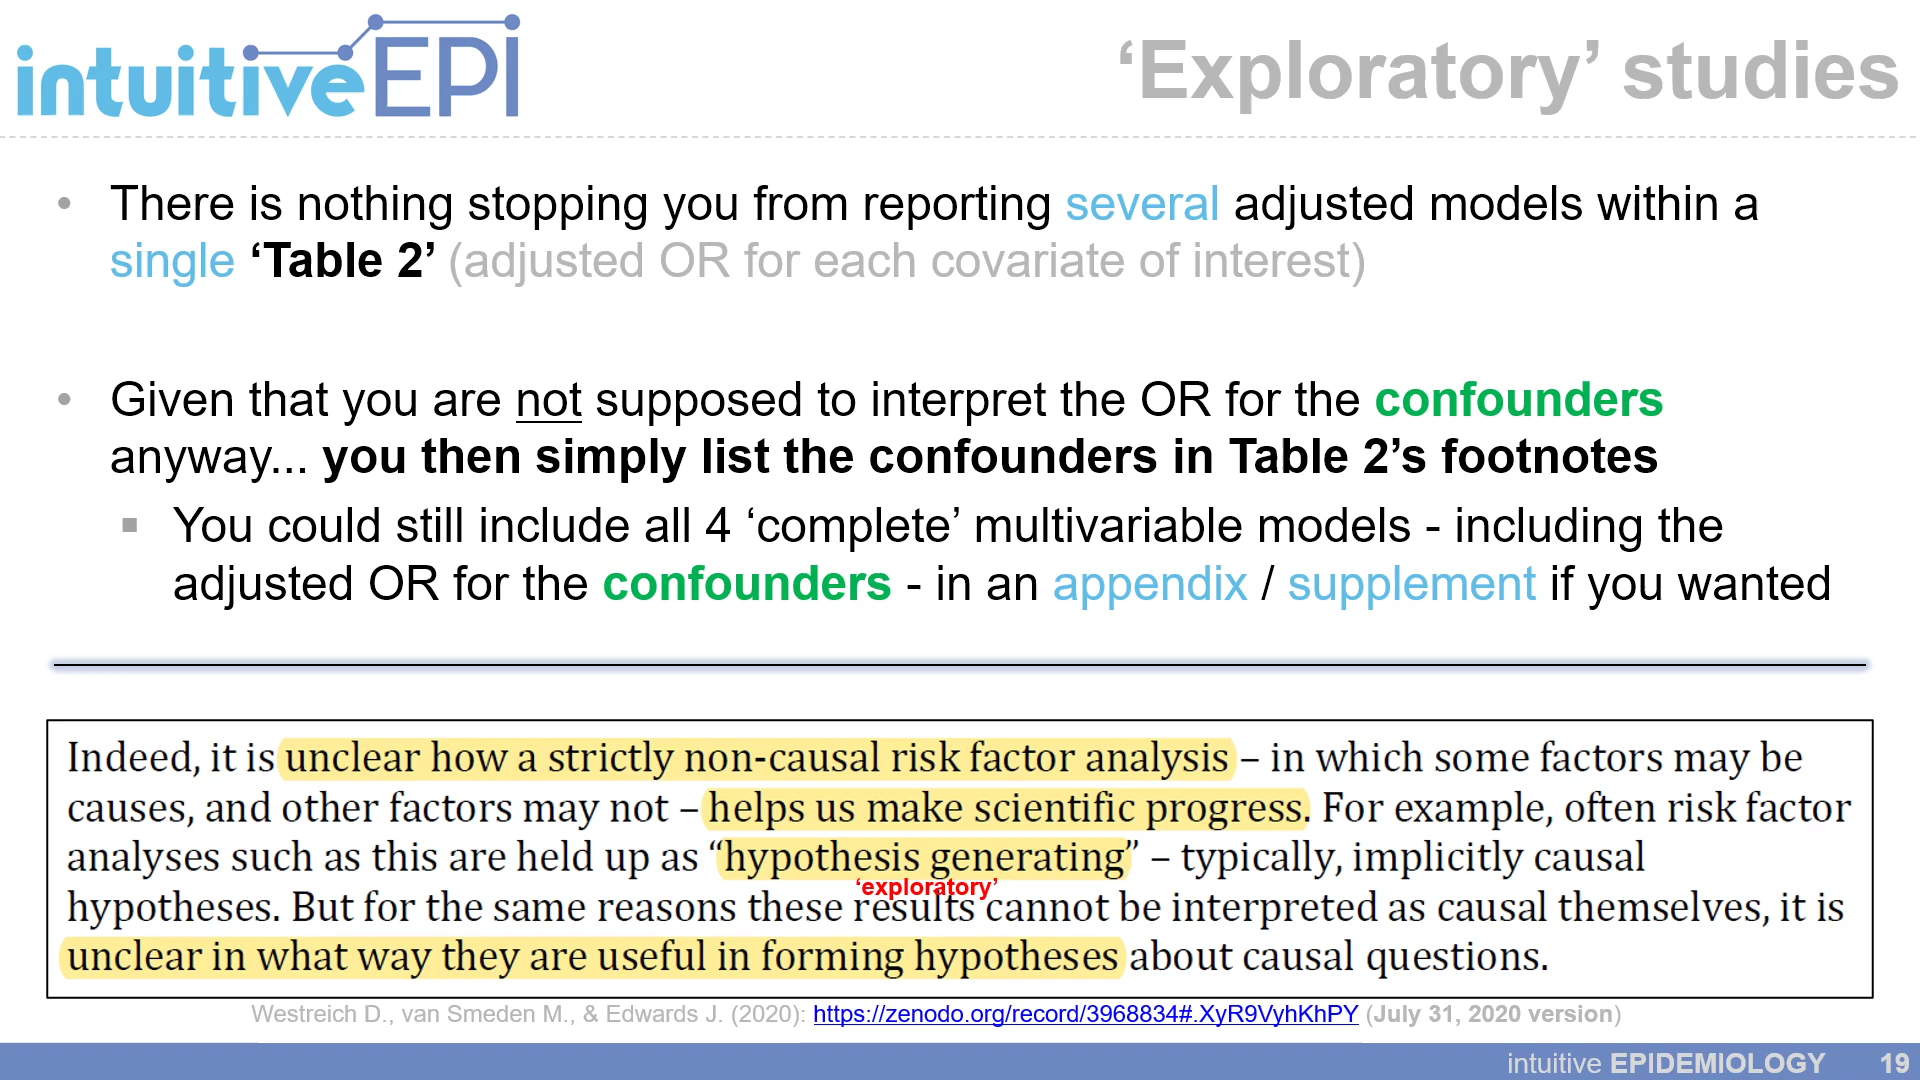 intuitiveEPI
‘Exploratory’ studies
• There is nothing stopping you from reporting several adjusted models within a
single ‘Table 2’ (adjusted OR for each covariate of interest)
• Given that you are not supposed to interpret the OR for the confounders
anyway... you then simply list the confounders in Table 2’s footnotes
▪ You could still include all 4 ‘complete’ multivariable models - including the
adjusted OR for the confounders - in an appendix / supplement if you wanted
Indeed, it is unclear how a strictly non-causal risk factor analysis – in which some factors may be
causes, and other factors may not – helps us make scientific progress. For example, often risk factor
analyses such as this are held up as “hypothesis generating” – typically, implicitly causal
‘exploratory’
hypotheses. But for the same reasons these results cannot be interpreted as causal themselves, it is
unclear in what way they are useful in forming hypotheses about causal questions.
Westreich D., van Smeden M., & Edwards J. (2020): https://zenodo.org/record/3968834#.XyR9VyhKhPY (July 31, 2020 version)
intuitive EPIDEMIOLOGY 19